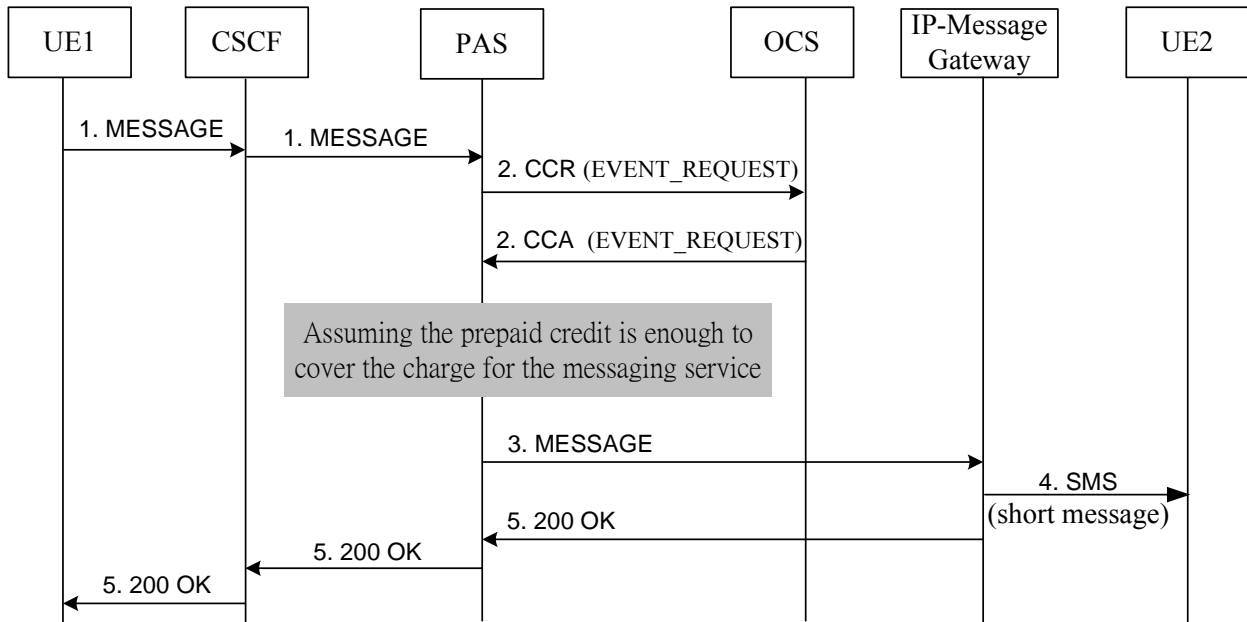 UE1
CSCF
PAS
OCS
IP-Message
Gateway
UE2
1. MESSAGE
1. MESSAGE
2. CCR (EVENT_REQUEST)
2. CCA (EVENT_REQUEST)
Assuming the prepaid credit is enough to
cover the charge for the messaging service
3. MESSAGE
4. SMS
(short message)
5. 200 OK
5. 200 OK
5. 200 OK